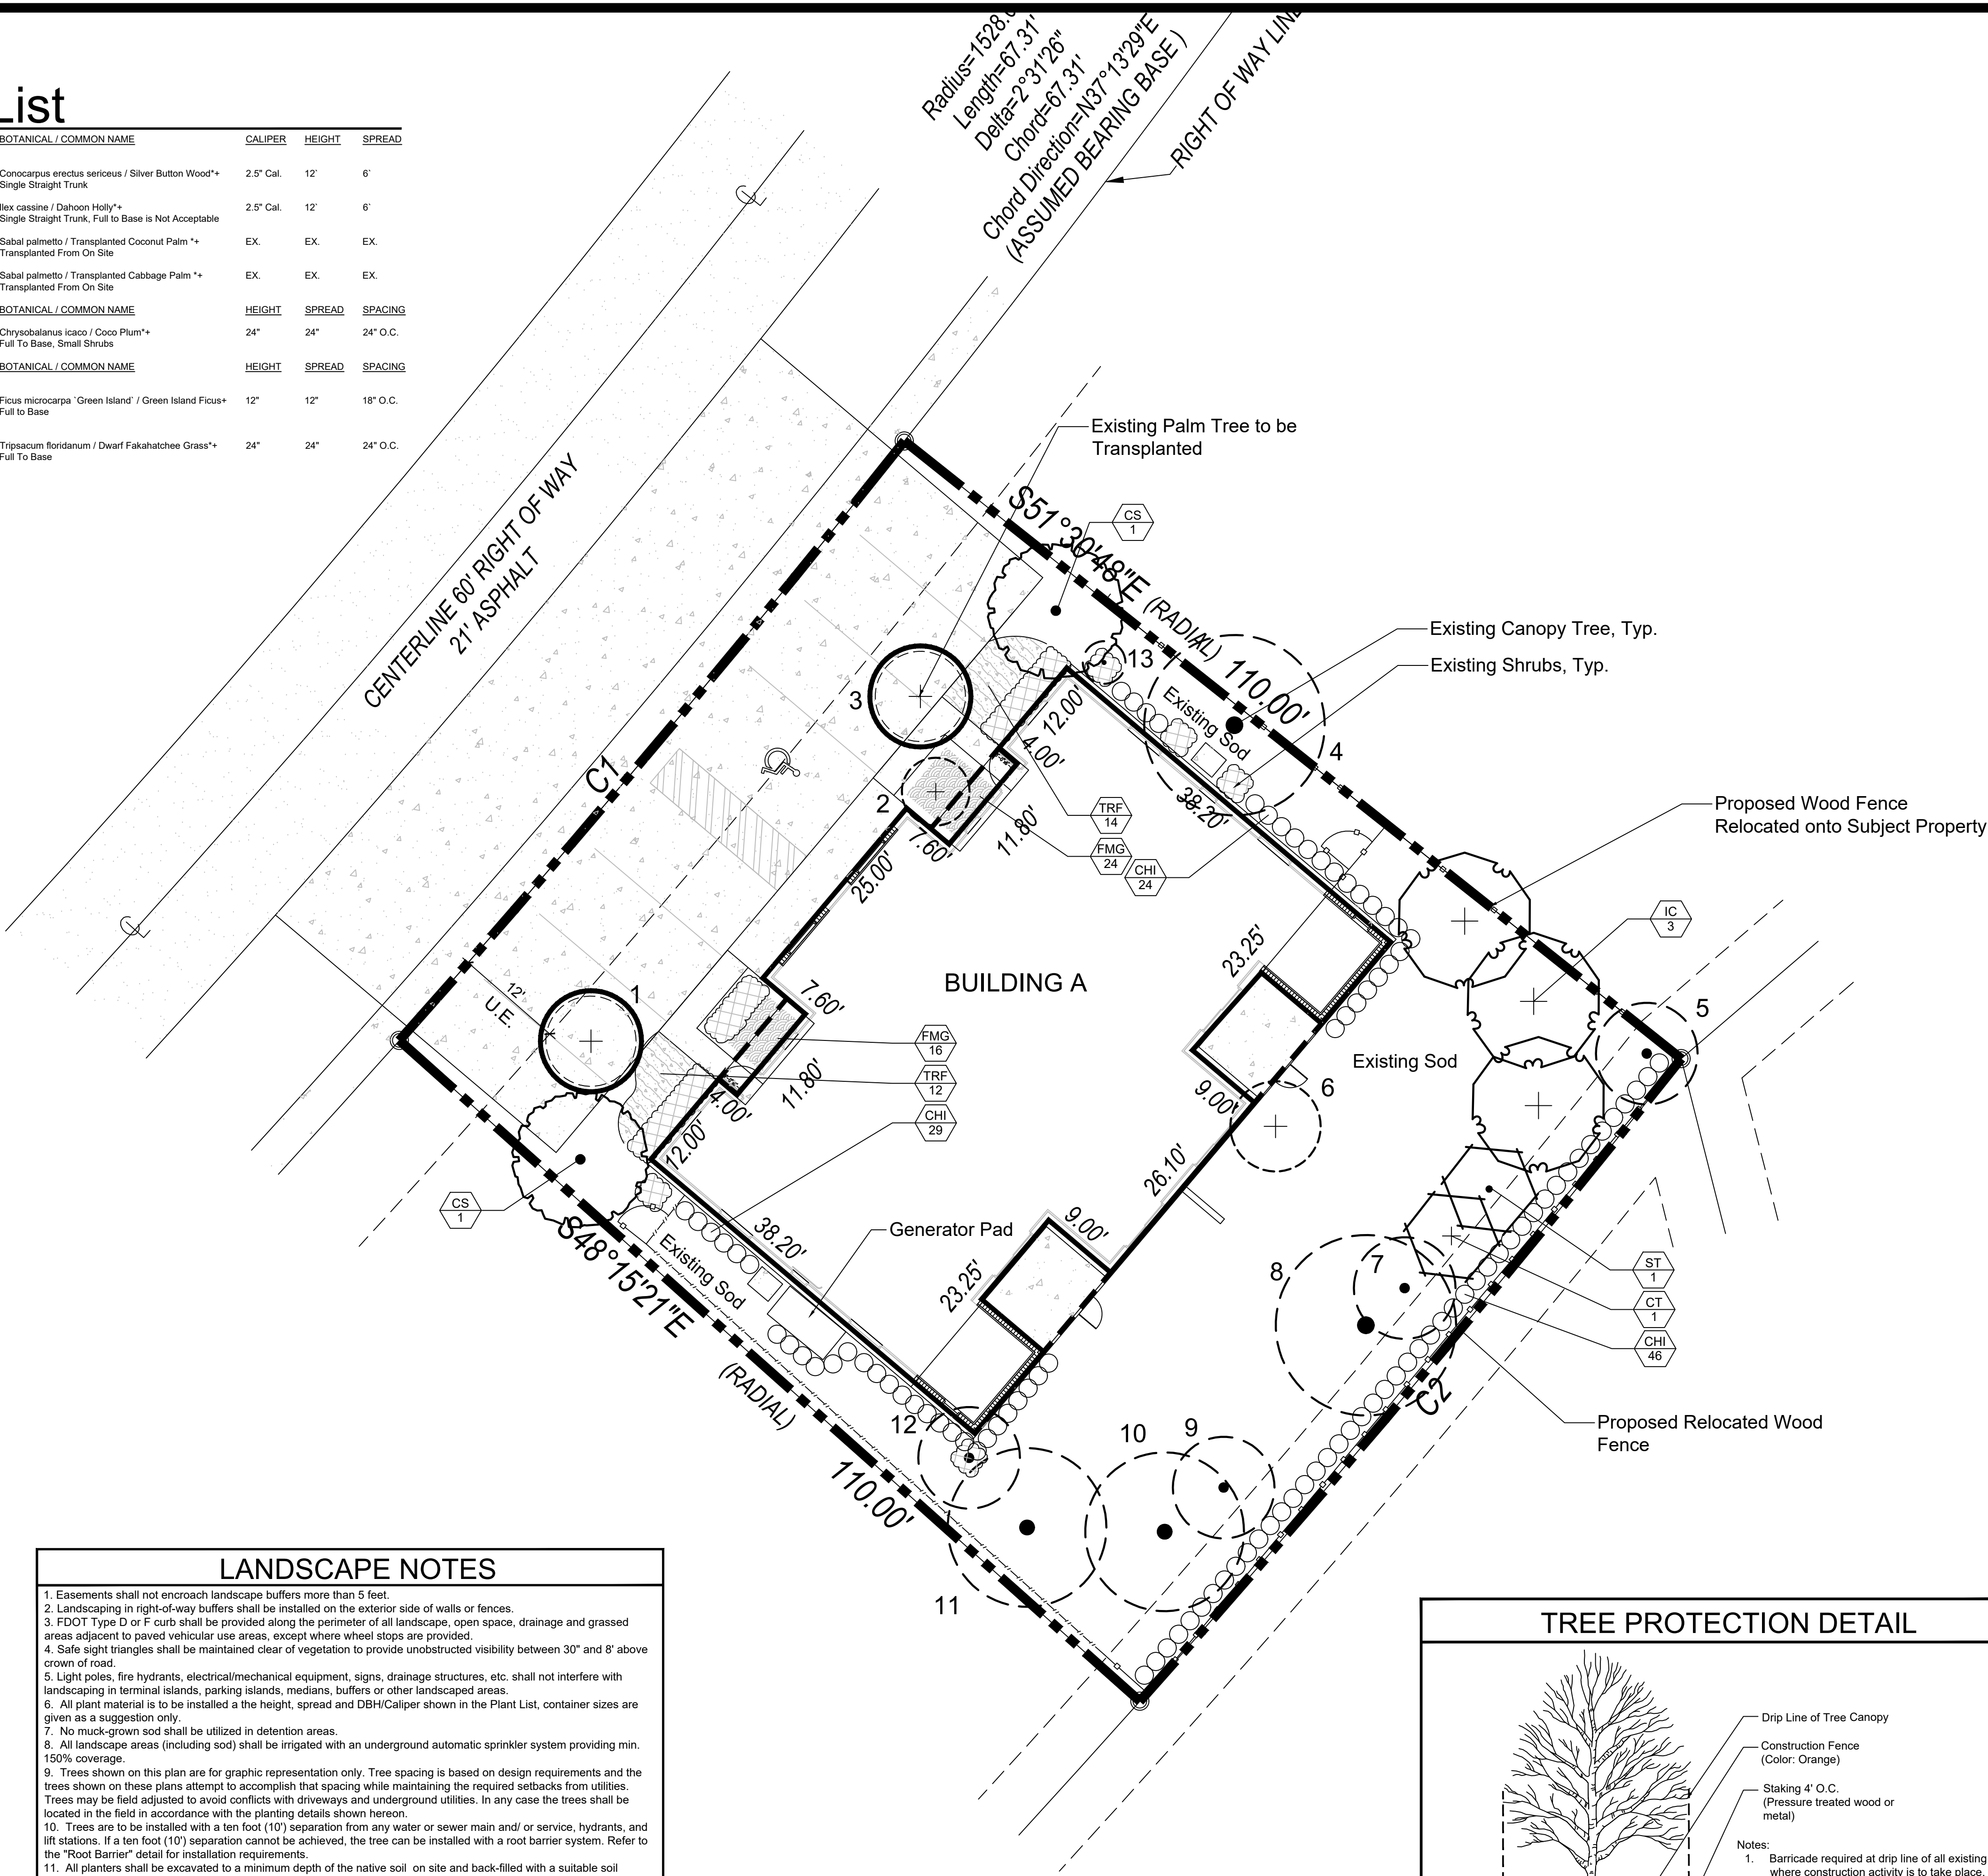 List
BOTANICAL / COMMON NAME CALIPER HEIGHT SPREAD
Conocarpus erectus sericeus / Silver Button Wood*+ 2.5" Cal. 12` 6`
Single Straight Trunk
Ilex cassine / Dahoon Holly*+ 2.5" Cal. 12` 6`
Single Straight Trunk, Full to Base is Not Acceptable
Sabal palmetto / Transplanted Coconut Palm *+ EX. EX. EX.
Transplanted From On Site
Sabal palmetto / Transplanted Cabbage Palm *+ EX. EX. EX.
Transplanted From On Site
BOTANICAL / COMMON NAME HEIGHT SPREAD SPACING
Chrysobalanus icaco / Coco Plum*+ 24" 24" 24" O.C.
Full To Base, Small Shrubs
BOTANICAL / COMMON NAME HEIGHT SPREAD SPACING
Ficus microcarpa `Green Island` / Green Island Ficus+ 12" 12" 18" O.C.
Full to Base
Tripsacum floridanum / Dwarf Fakahatchee Grass*+ 24" 24" 24" O.C.
Full To Base
Length=67.31'
Delta=2°31'26"
Chord=67.31'
Chord Direction=N37°13'29"E
(ASSUMED BEARING BASE )
RIGHT OF WAY LINE
CENTERLINE 60' RIGHT OF WAY
21' ASPHALT
Existing Palm Tree to be
Transplanted
S51°30'48"E (RADIAL) 110.00'
CS
1
Existing Canopy Tree, Typ.
Existing Shrubs, Typ.
13
3
12.00'
Existing Sod
4
4.00'
C1
2
38.20'
TRF
14
Proposed Wood Fence
Relocated onto Subject Property
7.60'
11.80'
FMG
24
CHI
24
25.00'
IC
3
23.25'
BUILDING A
12'
U.E.
1
7.60'
5
FMG
16
Existing Sod
TRF
12
11.80'
4.00'
9.00'
6
CHI
29
12.00'
26.10'
CS
1
38.20'
9.00'
Generator Pad
S48°15'21"E
Existing Sod
23.25'
8
7
ST
1
CT
1
CHI
46
(RADIAL)
C2
12
10
9
Proposed Relocated Wood
Fence
110.00'
11
LANDSCAPE NOTES
1. Easements shall not encroach landscape buffers more than 5 feet.
2. Landscaping in right-of-way buffers shall be installed on the exterior side of walls or fences.
3. FDOT Type D or F curb shall be provided along the perimeter of all landscape, open space, drainage and grassed
areas adjacent to paved vehicular use areas, except where wheel stops are provided.
4. Safe sight triangles shall be maintained clear of vegetation to provide unobstructed visibility between 30" and 8' above
crown of road.
5. Light poles, fire hydrants, electrical/mechanical equipment, signs, drainage structures, etc. shall not interfere with
landscaping in terminal islands, parking islands, medians, buffers or other landscaped areas.
6. All plant material is to be installed a the height, spread and DBH/Caliper shown in the Plant List, container sizes are
given as a suggestion only.
7. No muck-grown sod shall be utilized in detention areas.
8. All landscape areas (including sod) shall be irrigated with an underground automatic sprinkler system providing min.
150% coverage.
9. Trees shown on this plan are for graphic representation only. Tree spacing is based on design requirements and the
trees shown on these plans attempt to accomplish that spacing while maintaining the required setbacks from utilities.
Trees may be field adjusted to avoid conflicts with driveways and underground utilities. In any case the trees shall be
located in the field in accordance with the planting details shown hereon.
10. Trees are to be installed with a ten foot (10') separation from any water or sewer main and/ or service, hydrants, and
lift stations. If a ten foot (10') separation cannot be achieved, the tree can be installed with a root barrier system. Refer to
the "Root Barrier" detail for installation requirements.
11. All planters shall be excavated to a minimum depth of the native soil on site and back-filled with a suitable soil
TREE PROTECTION DETAIL
Drip Line of Tree Canopy
Construction Fence
(Color: Orange)
Staking 4' O.C.
(Pressure treated wood or
metal)
Notes:
1. Barricade required at drip line of all existing
where construction activity is to take place.